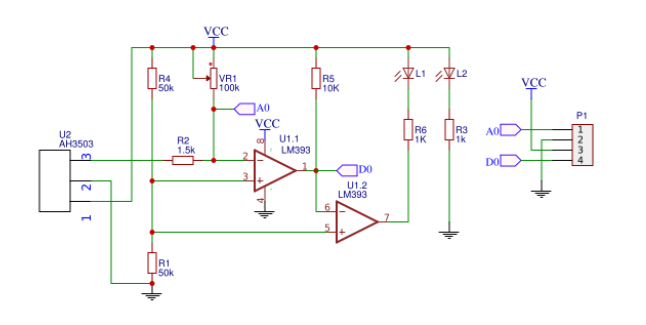 VCC
R4
50k
VR1
100k
R5
10K
L1
L2
VCC
A0
P1
U2
AH3503
R2
1.5k
VCC
8
U1.1
LM393
R6
1K
R3
1k
A0
1
2
3
4
D0
3
2
1
2
3
1
4
D0
U1.2
LM393
6
5
7
R1
50k